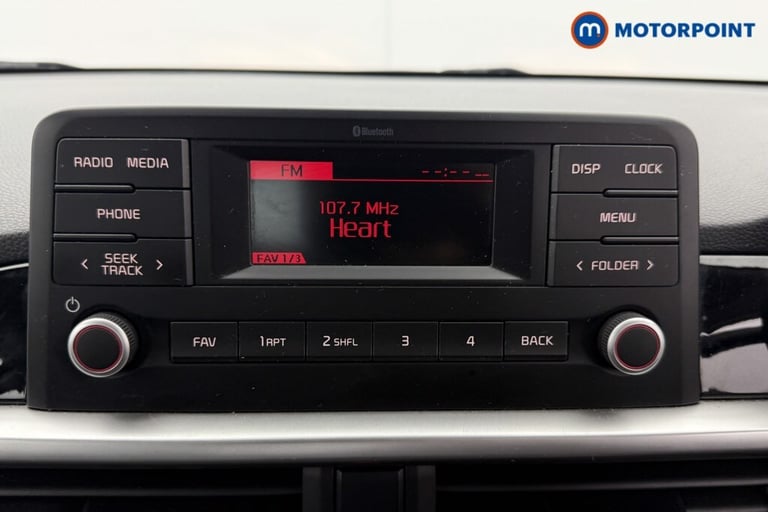 m MOTORPOINT
Bluetooth
RADIO MEDIA
DISP CLOCK
FM
--:-- --
PHONE
107.7 MHz
MENU
Heart
< SEEK TRACK >
FAV 1/3
< FOLDER >
FAV
1 RPT
2 SHFL
3
4
BACK